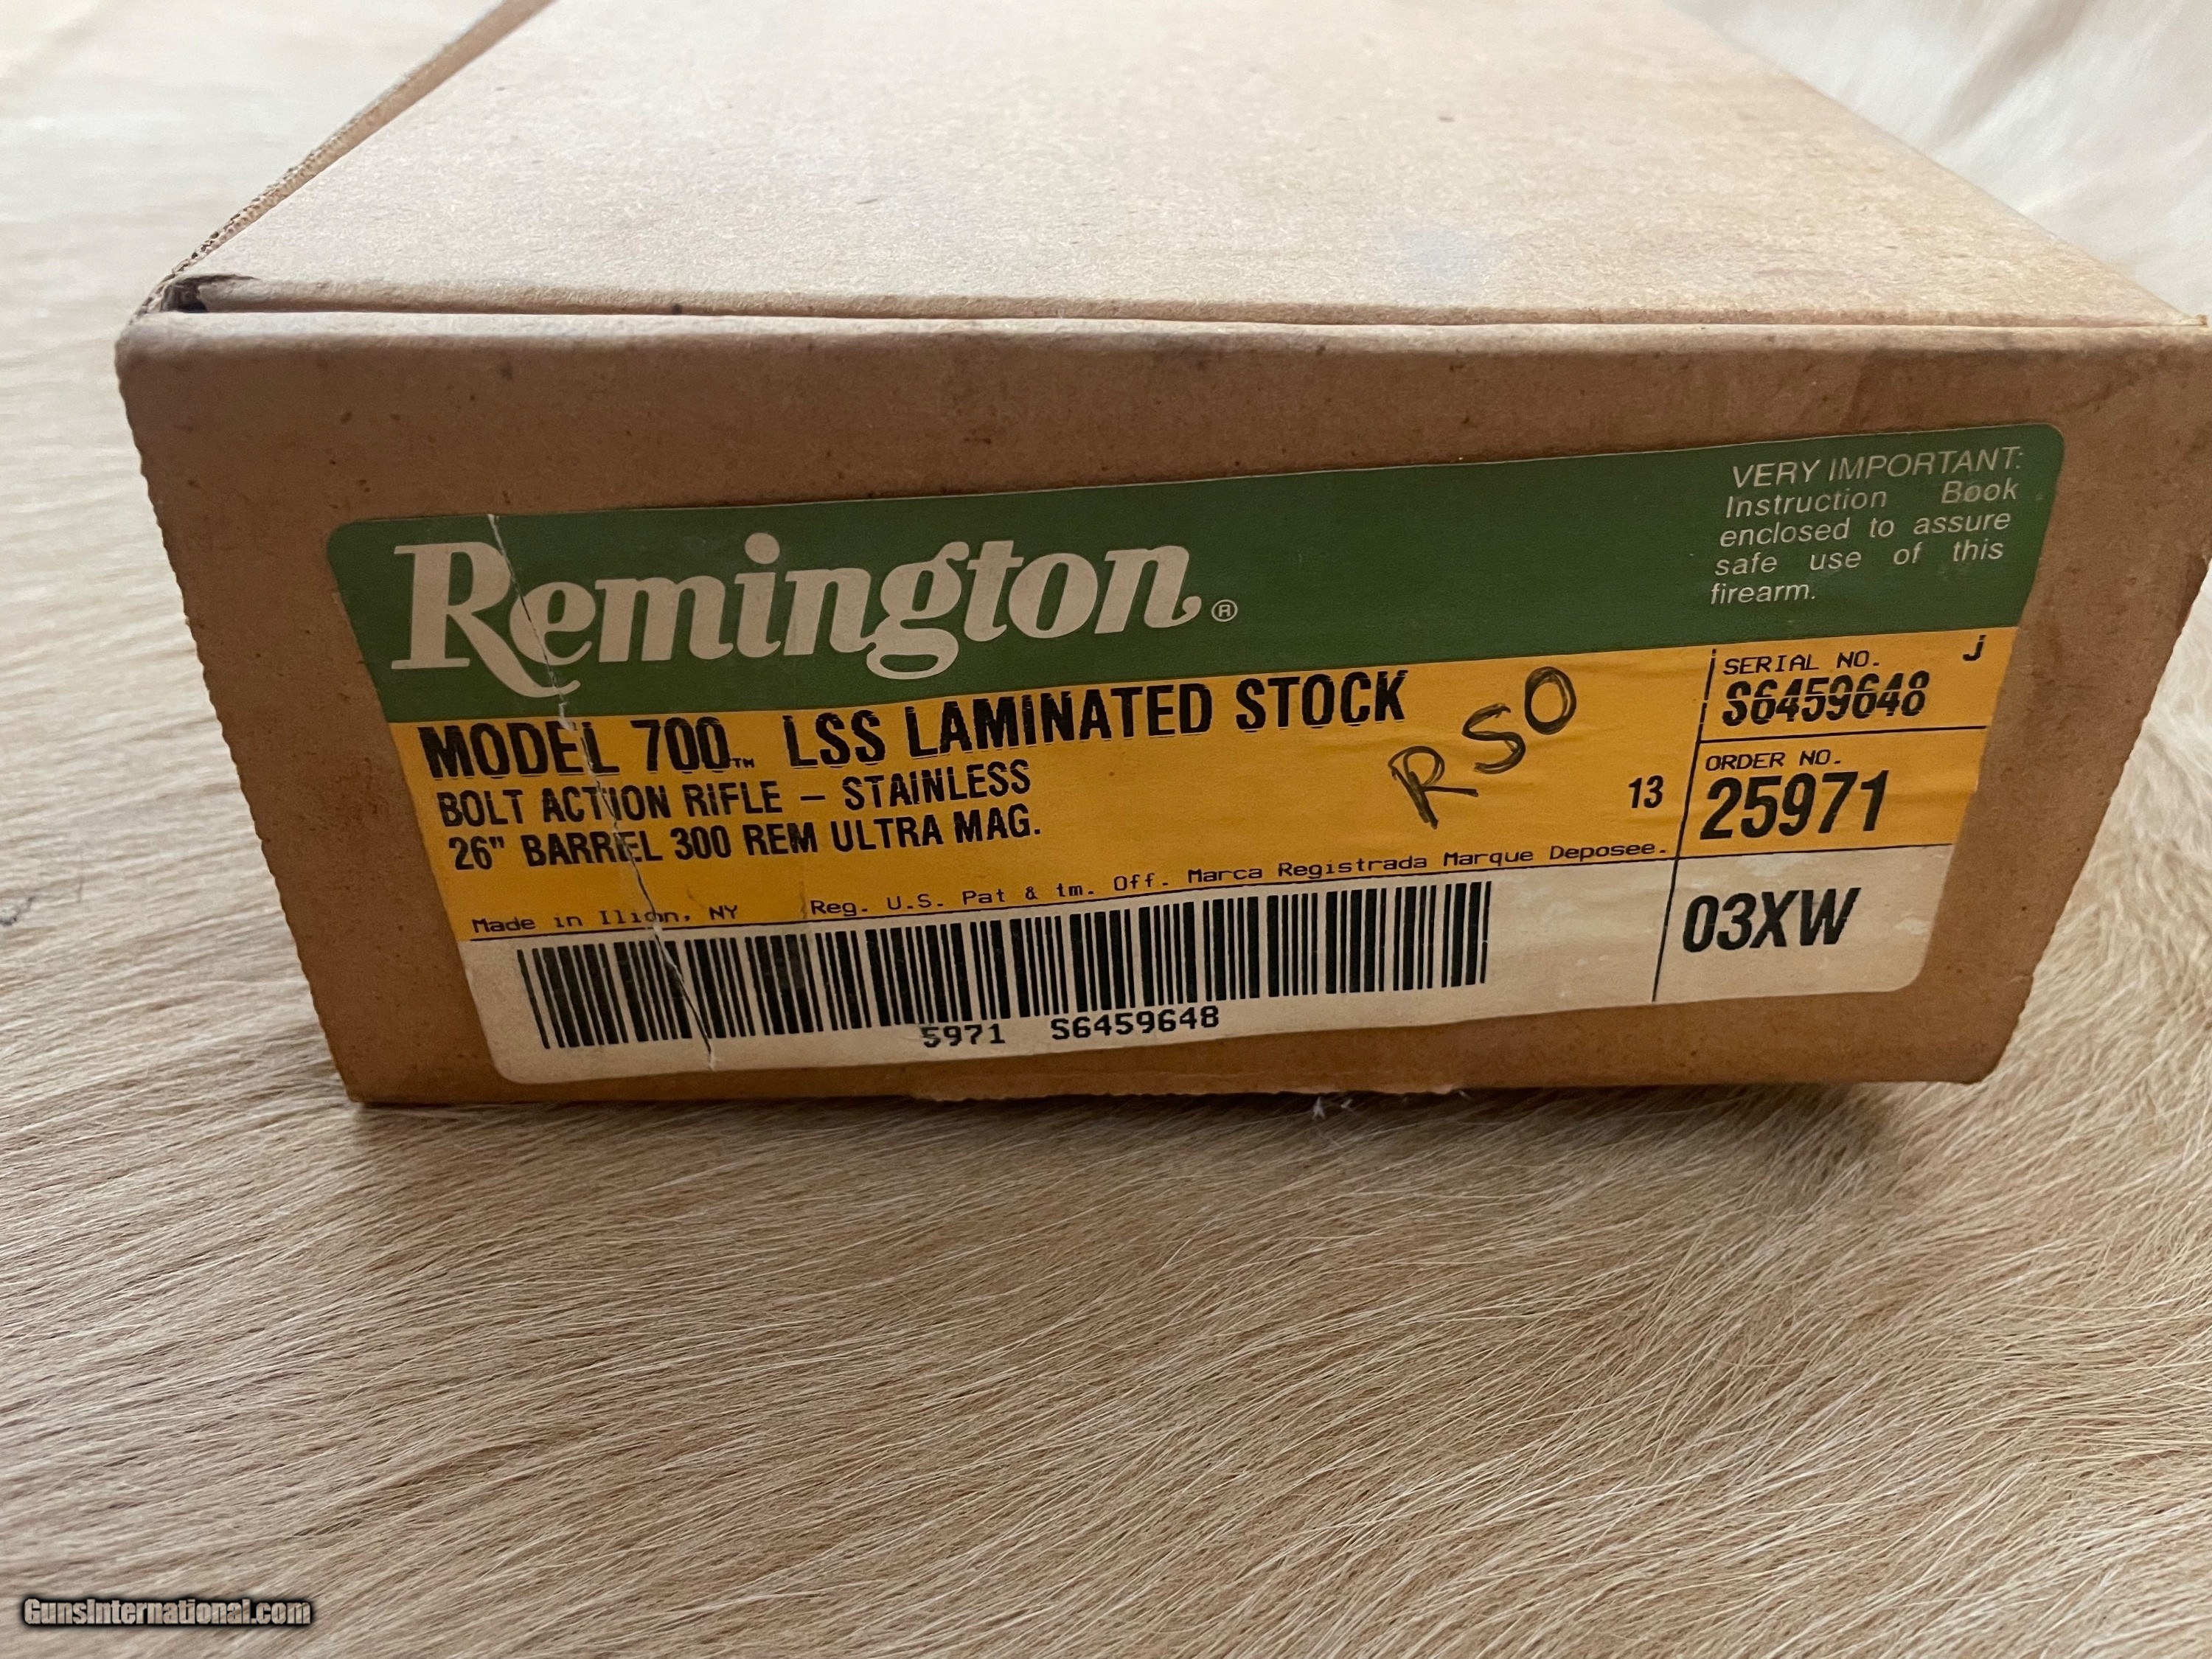 VERY IMPORTANT:
Instruction Book
enclosed to assure
safe use of this
firearm.
Remington®
MODEL 700™ LSS LAMINATED STOCK
BOLT ACTION RIFLE – STAINLESS
26" BARREL 300 REM ULTRA MAG.
RSO
13
SERIAL NO. J
S6459648
ORDER NO.
25971
Made in Ilion, NY Reg. U.S. Pat & tm. Off. Marca Registrada Marque Deposee.
03XW
5971 S6459648
GunsInternational.com